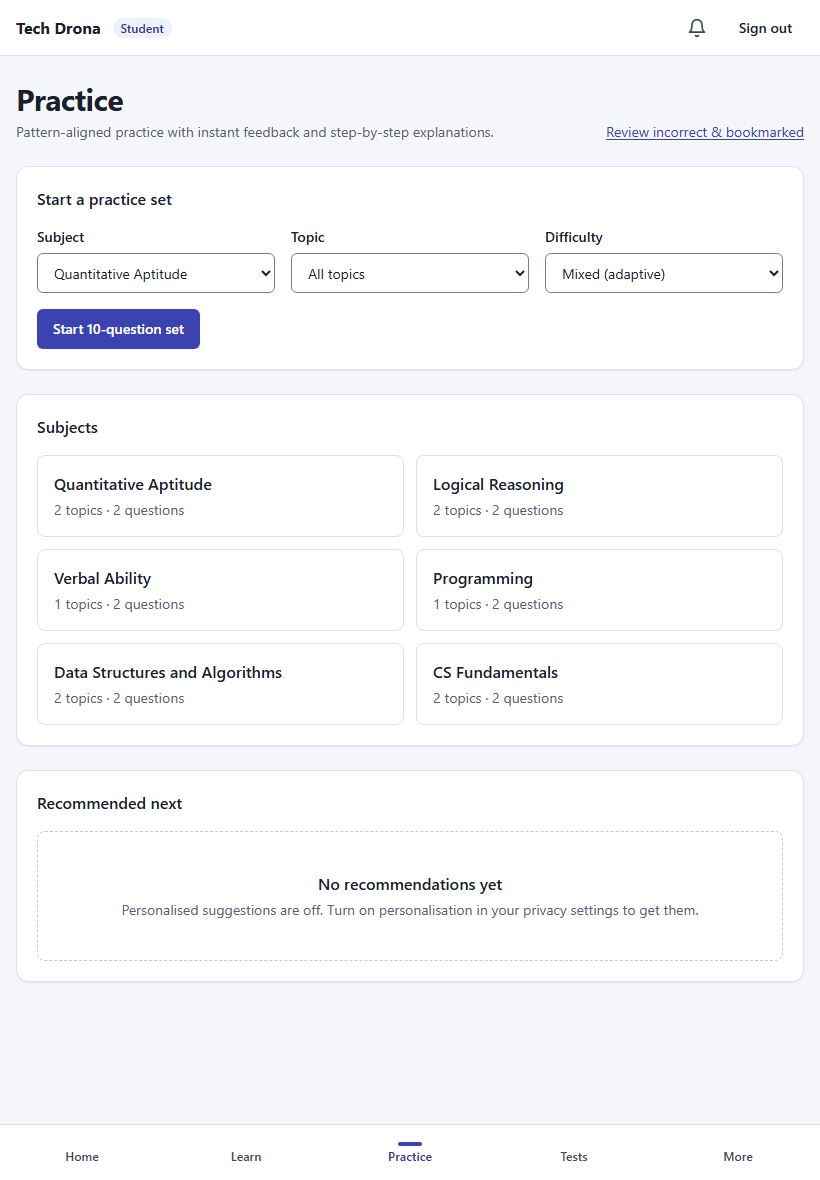 Tech Drona Student Sign out
Practice
Pattern-aligned practice with instant feedback and step-by-step explanations. Review incorrect & bookmarked
Start a practice set
Subject Topic Difficulty
Quantitative Aptitude All topics Mixed (adaptive)
Start 10-question set
Subjects
Quantitative Aptitude
2 topics · 2 questions
Logical Reasoning
2 topics · 2 questions
Verbal Ability
1 topics · 2 questions
Programming
1 topics · 2 questions
Data Structures and Algorithms
2 topics · 2 questions
CS Fundamentals
2 topics · 2 questions
Recommended next
No recommendations yet
Personalised suggestions are off. Turn on personalisation in your privacy settings to get them.
Home Learn Practice Tests More